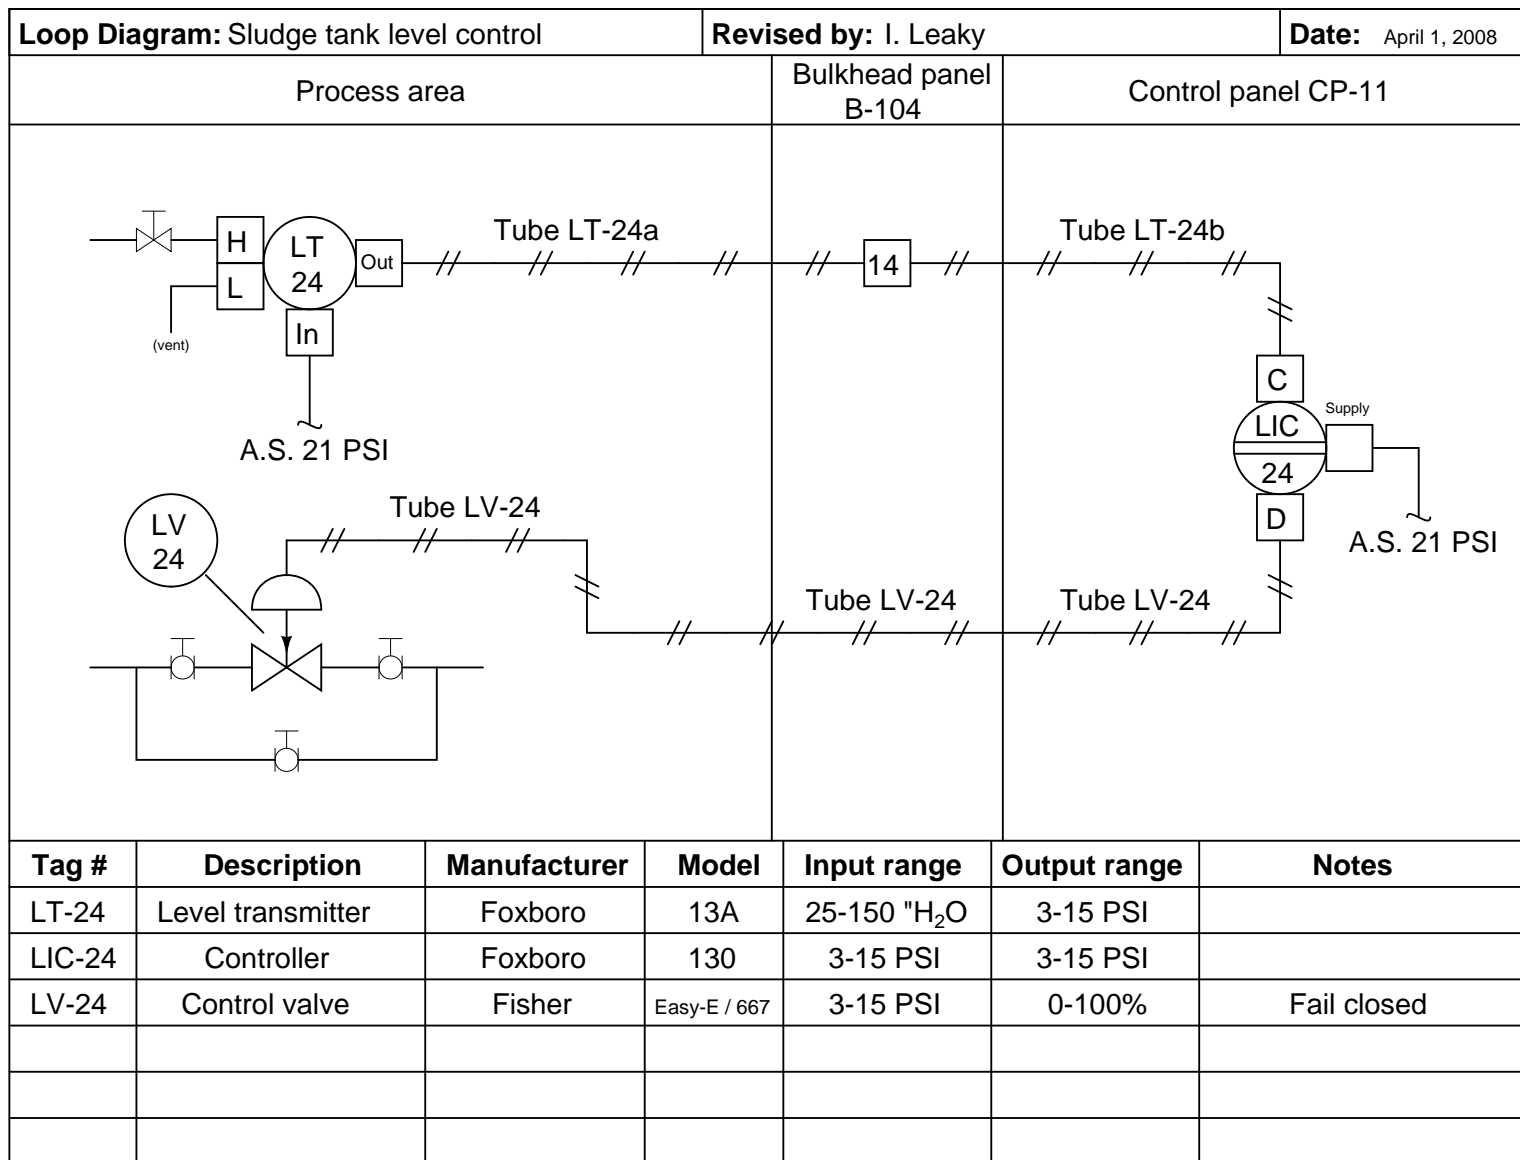 Loop Diagram: Sludge tank level control Revised by: I. Leaky Date: April 1, 2008
Process area
Bulkhead panel
B-104
Control panel CP-11
H
L
LT
24
Out
In
(vent)
A.S. 21 PSI
Tube LT-24a
14
Tube LT-24b
C
LIC
24
Supply
D
A.S. 21 PSI
LV
24
Tube LV-24
Tube LV-24
Tube LV-24
Tag # Description Manufacturer Model Input range Output range Notes
LT-24 Level transmitter Foxboro 13A 25-150 "H₂O 3-15 PSI
LIC-24 Controller Foxboro 130 3-15 PSI 3-15 PSI
LV-24 Control valve Fisher Easy-E / 667 3-15 PSI 0-100% Fail closed